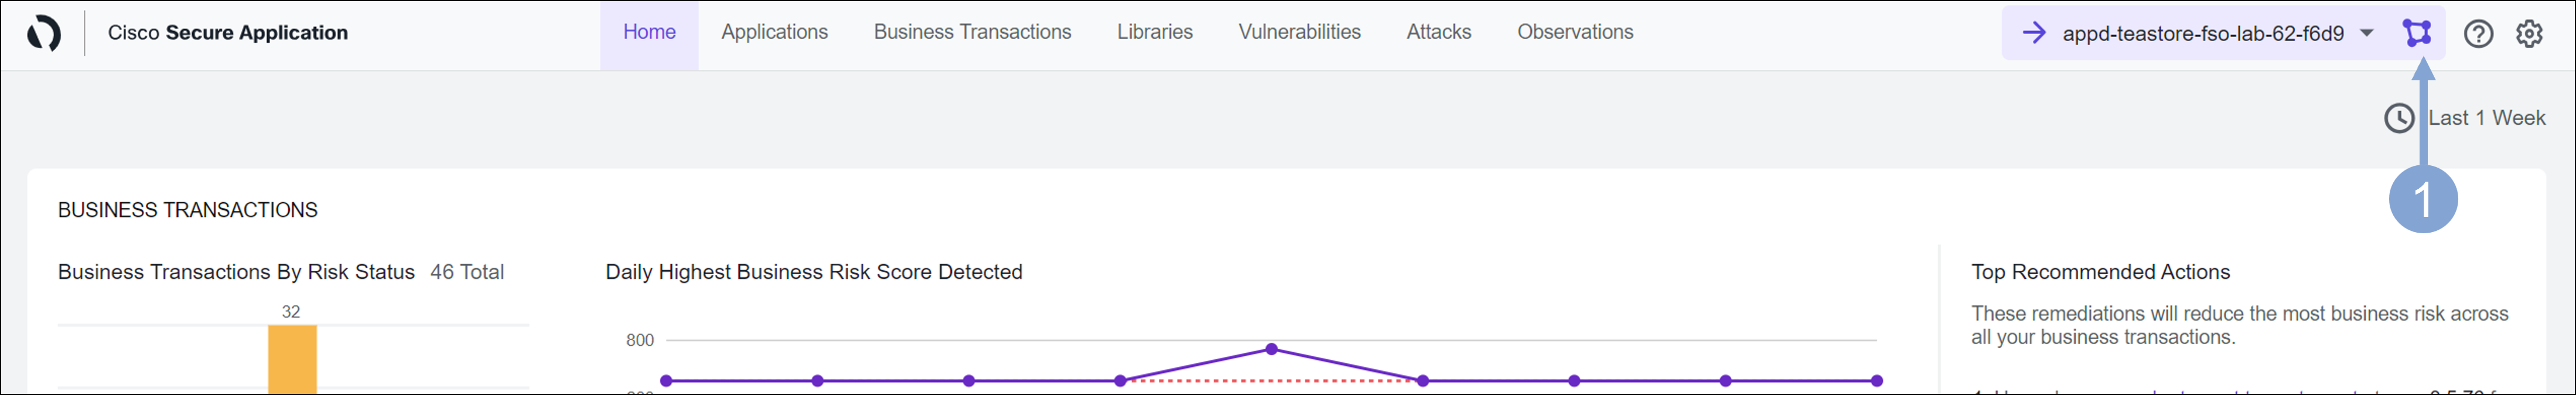 Cisco Secure Application
Home Applications Business Transactions Libraries Vulnerabilities Attacks Observations
appd-teastore-fso-lab-62-f6d9
Last 1 Week
1
BUSINESS TRANSACTIONS
Business Transactions By Risk Status 46 Total
32
Daily Highest Business Risk Score Detected
800
Top Recommended Actions
These remediations will reduce the most business risk across
all your business transactions.